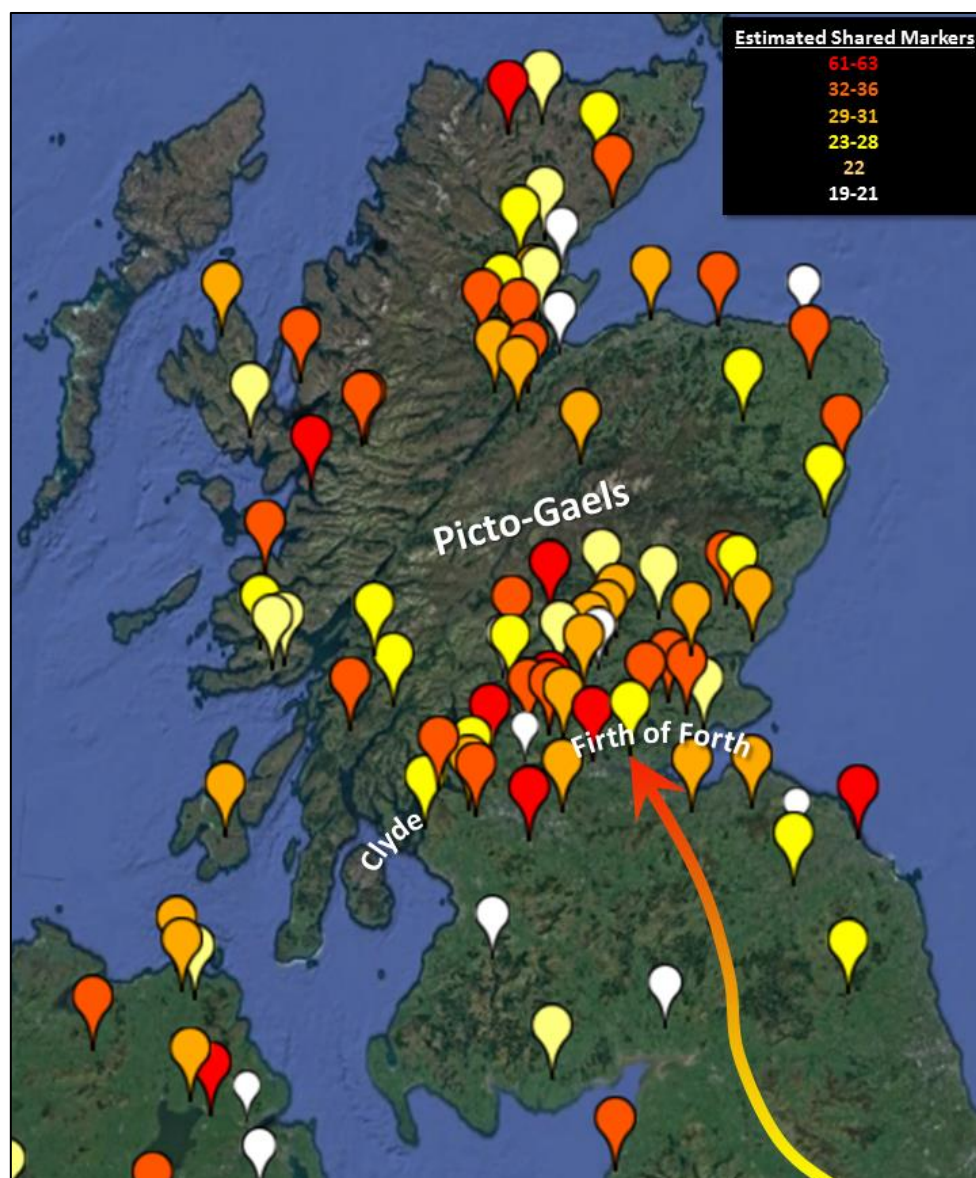 Estimated Shared Markers
61-63
32-36
29-31
23-28
22
19-21
Picto-Gaels
Firth of Forth
Clyde